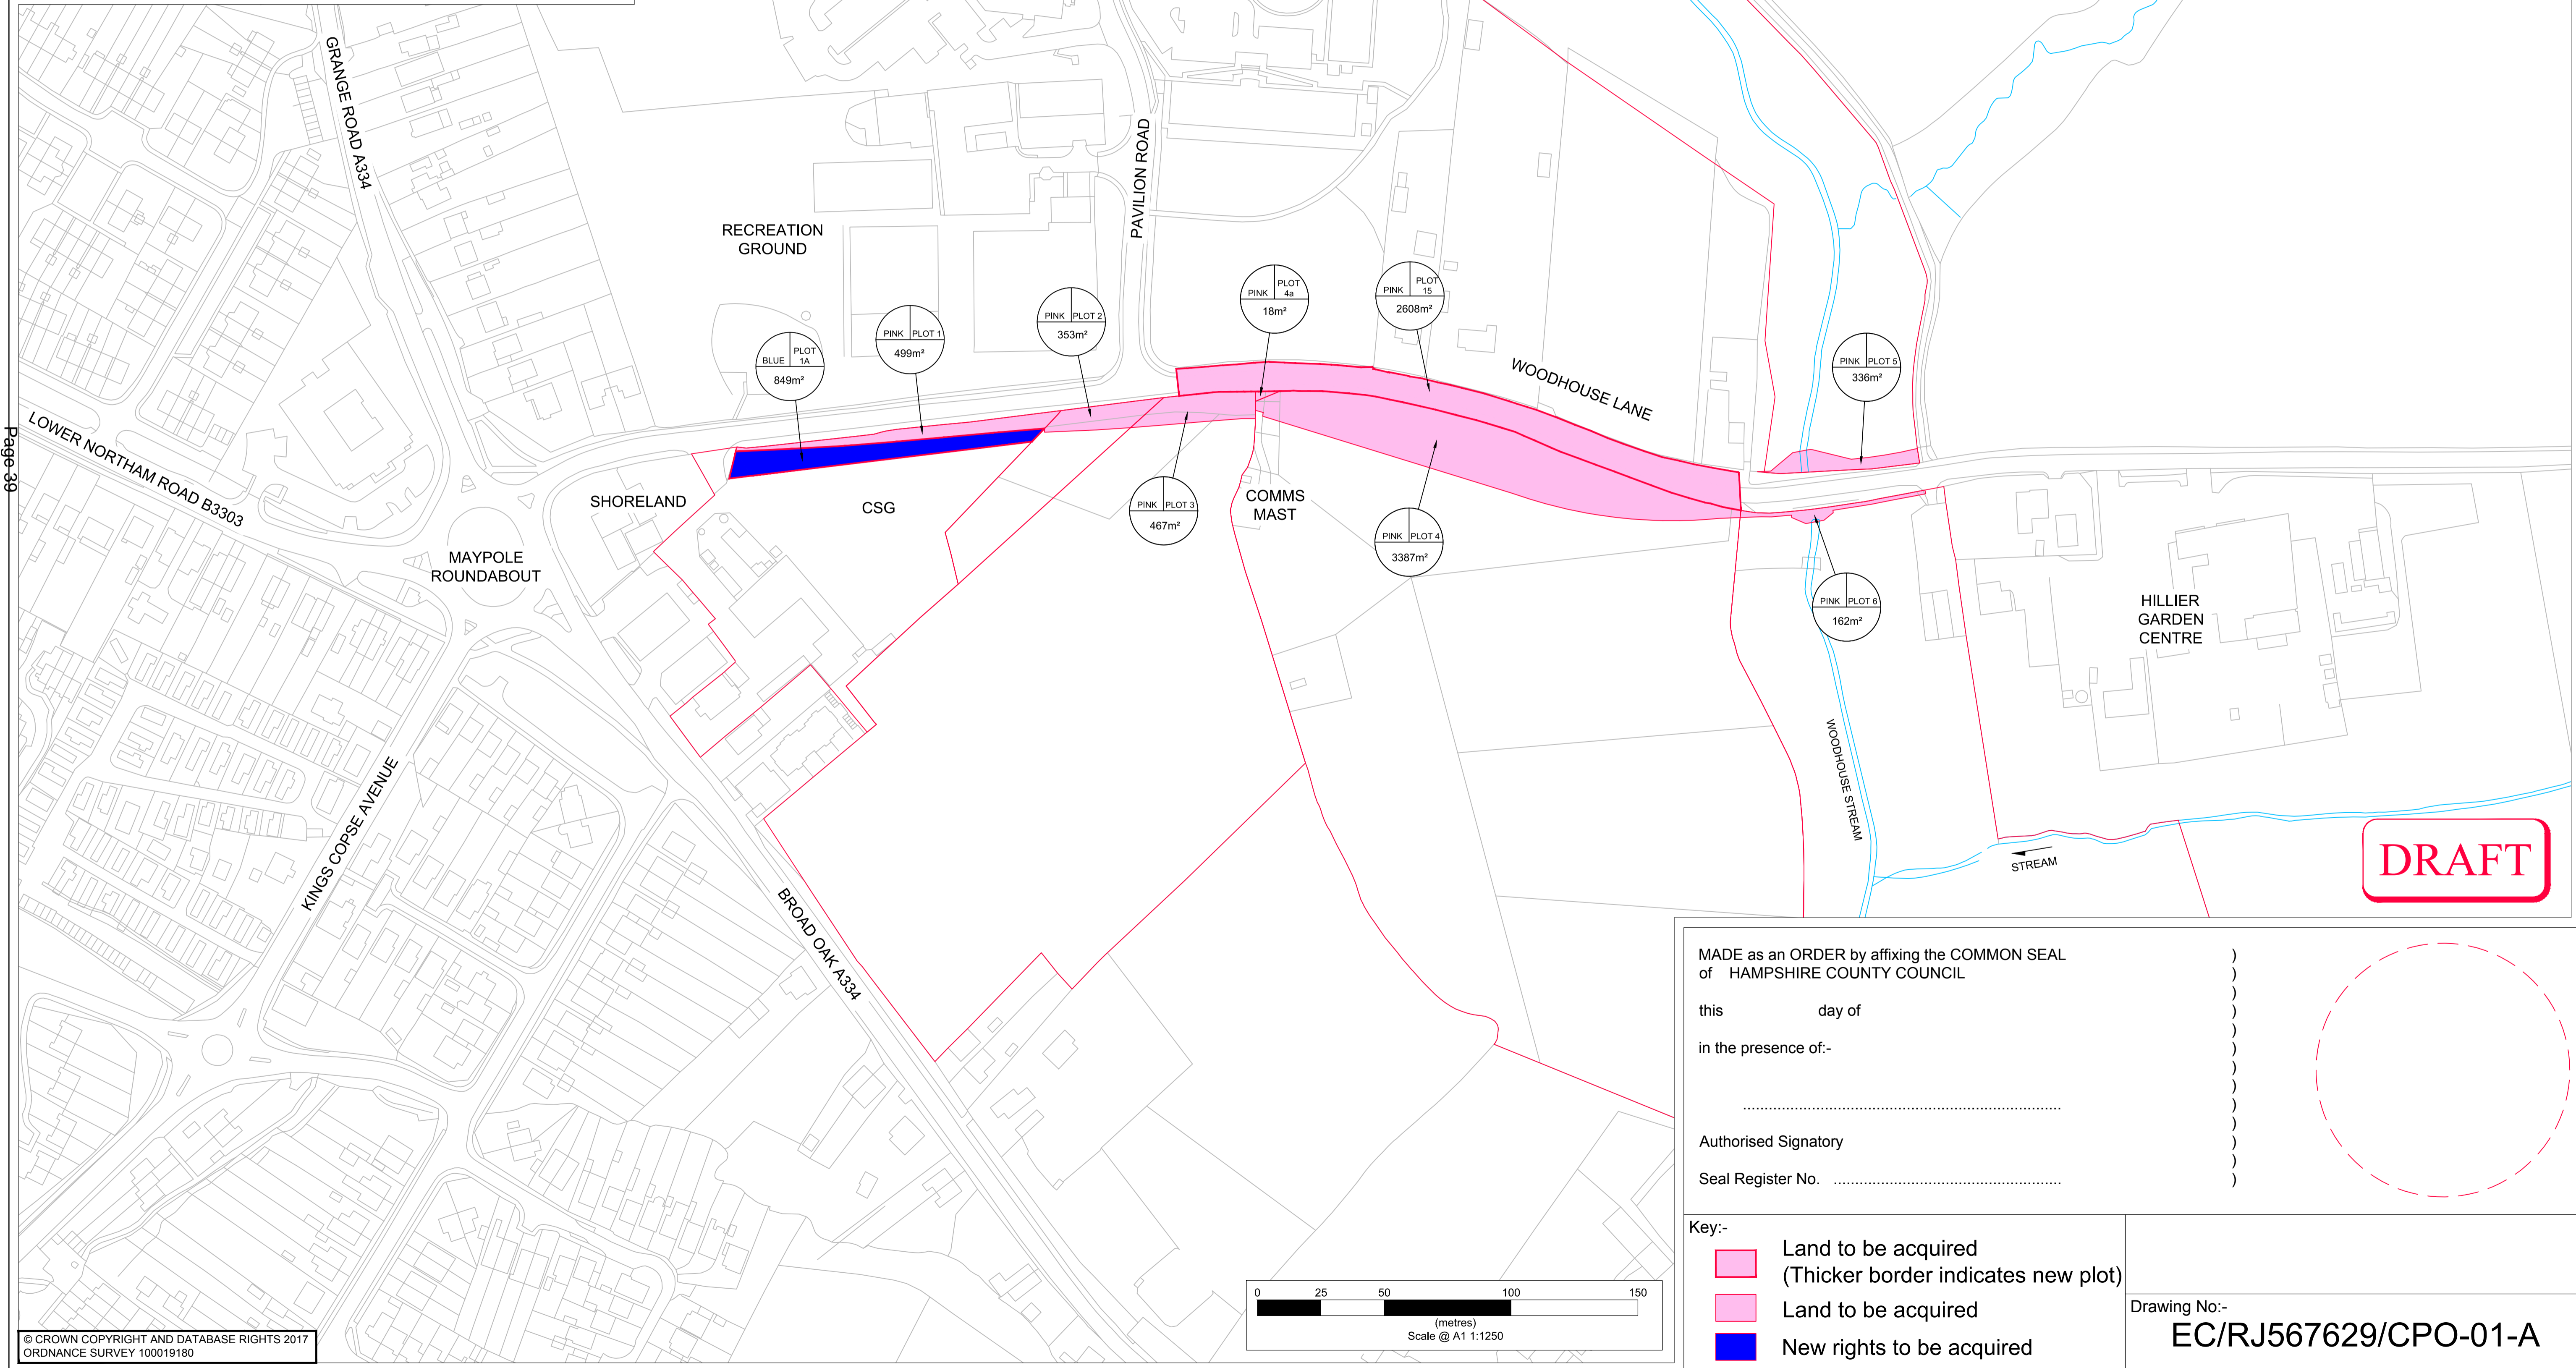 Page 39
GRANGE ROAD A334
LOWER NORTHAM ROAD B3303
KINGS COPSE AVENUE
BROAD OAK A334
MAYPOLE
ROUNDABOUT
SHORELAND
CSG
RECREATION
GROUND
PAVILION ROAD
BLUE PLOT
1A
849m²
PINK PLOT 1
499m²
PINK PLOT 2
353m²
PINK PLOT
4a
18m²
PINK PLOT
15
2608m²
WOODHOUSE LANE
PINK PLOT 5
336m²
PINK PLOT 3
467m²
COMMS
MAST
PINK PLOT 4
3387m²
PINK PLOT 6
162m²
HILLIER
GARDEN
CENTRE
WOODHOUSE STREAM
STREAM
DRAFT
MADE as an ORDER by affixing the COMMON SEAL )
of HAMPSHIRE COUNTY COUNCIL )
)
this day of )
)
in the presence of:- )
)
)
........................................................................... )
)
Authorised Signatory )
)
Seal Register No. ...................................................... )
Key:-
Land to be acquired
(Thicker border indicates new plot)
Land to be acquired
New rights to be acquired
Drawing No:-
EC/RJ567629/CPO-01-A
0 25 50 100 150
(metres)
Scale @ A1 1:1250
© CROWN COPYRIGHT AND DATABASE RIGHTS 2017
ORDNANCE SURVEY 100019180